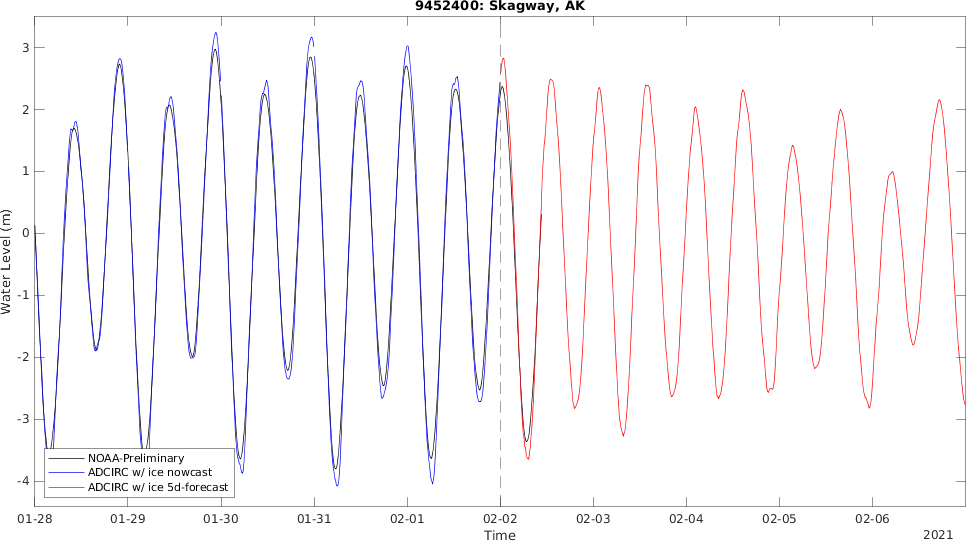 9452400: Skagway, AK
3
2
1
0
-1
-2
-3
-4
Water Level (m)
NOAA-Preliminary
ADCIRC w/ ice nowcast
ADCIRC w/ ice 5d-forecast
01-28 01-29 01-30 01-31 02-01 02-02 02-03 02-04 02-05 02-06
Time
2021